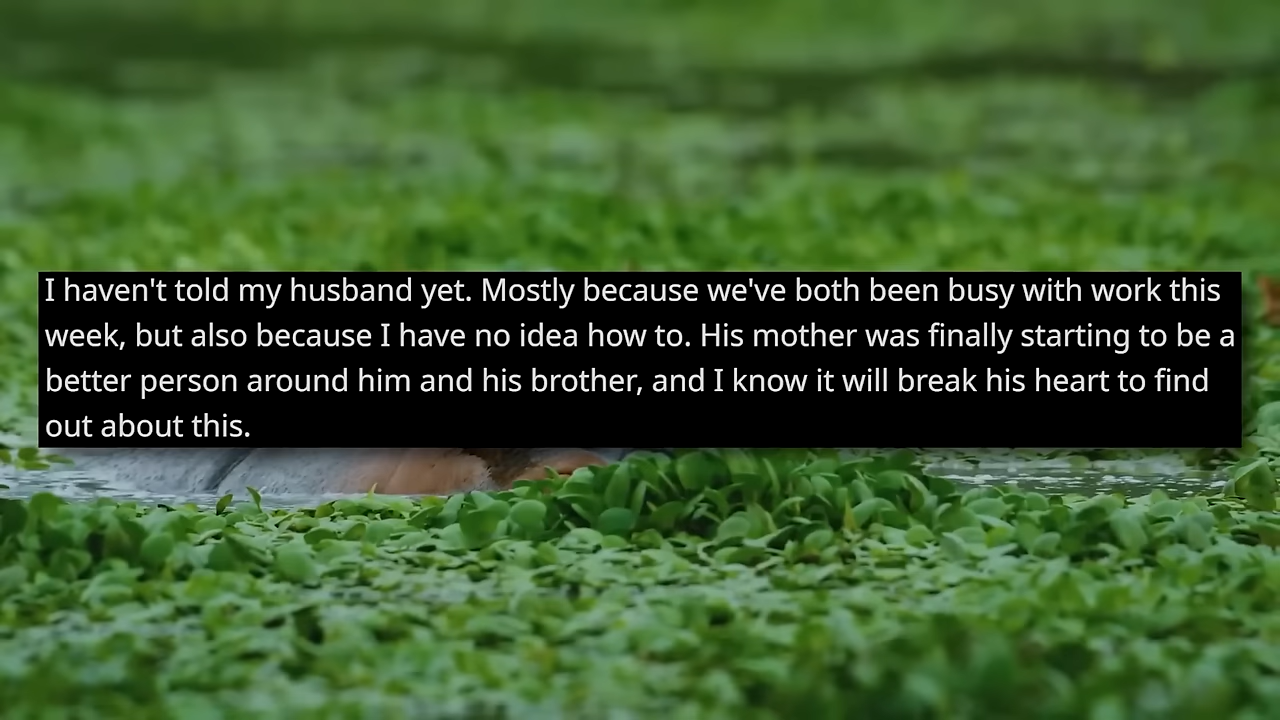 I haven't told my husband yet. Mostly because we've both been busy with work this
week, but also because I have no idea how to. His mother was finally starting to be a
better person around him and his brother, and I know it will break his heart to find
out about this.